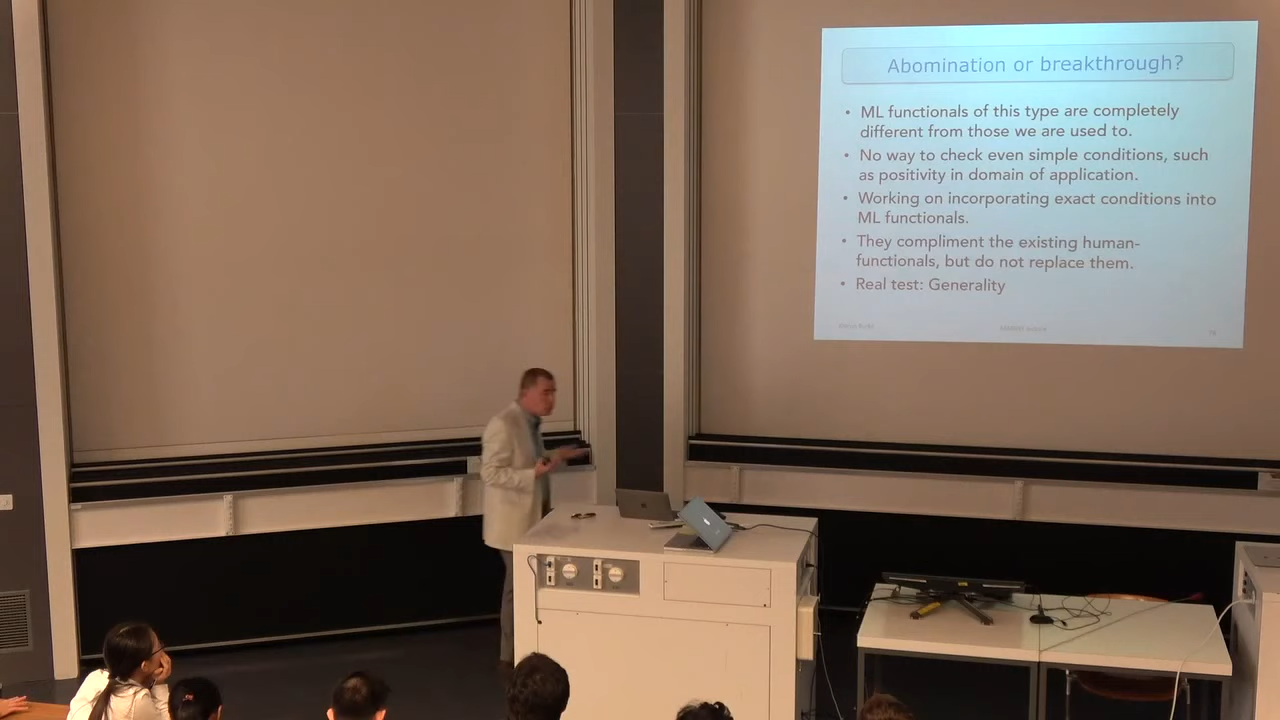 Abomination or breakthrough?
• ML functionals of this type are completely
different from those we are used to.
• No way to check even simple conditions, such
as positivity in domain of application.
• Working on incorporating exact conditions into
ML functionals.
• They compliment the existing human-
functionals, but do not replace them.
• Real test: Generality